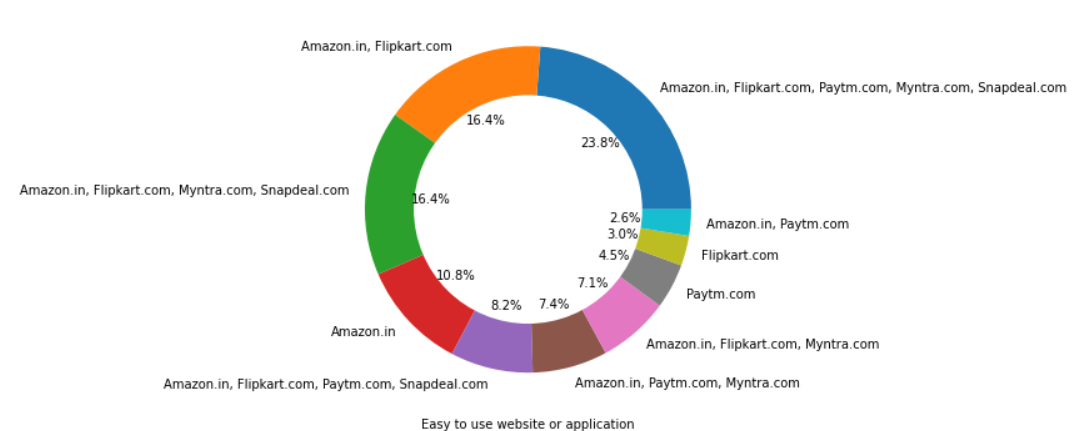 Amazon.in, Flipkart.com
Amazon.in, Flipkart.com, Paytm.com, Myntra.com, Snapdeal.com
16.4%
23.8%
Amazon.in, Flipkart.com, Myntra.com, Snapdeal.com
16.4%
2.6%
Amazon.in, Paytm.com
3.0%
4.5%
Flipkart.com
10.8%
7.1%
Paytm.com
8.2%
7.4%
Amazon.in
Amazon.in, Flipkart.com, Myntra.com
Amazon.in, Flipkart.com, Paytm.com, Snapdeal.com
Amazon.in, Paytm.com, Myntra.com
Easy to use website or application